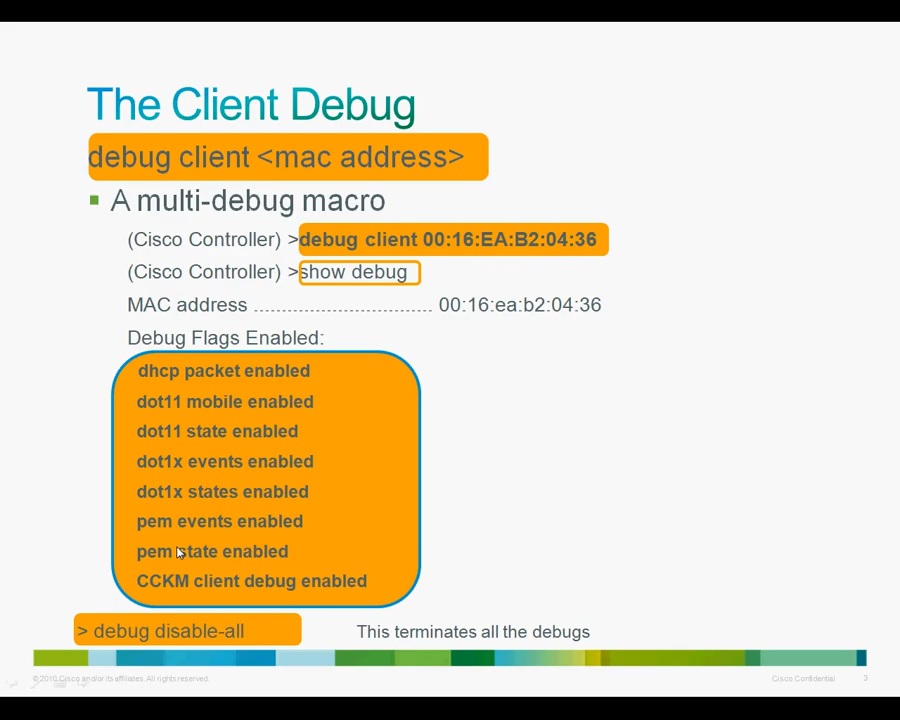 The Client Debug
debug client <mac address>
A multi-debug macro
(Cisco Controller) >debug client 00:16:EA:B2:04:36
(Cisco Controller) >show debug
MAC address ................................ 00:16:ea:b2:04:36
Debug Flags Enabled:
dhcp packet enabled
dot11 mobile enabled
dot11 state enabled
dot1x events enabled
dot1x states enabled
pem events enabled
pem state enabled
CCKM client debug enabled
> debug disable-all This terminates all the debugs
© 2010 Cisco and/or its affiliates. All rights reserved. Cisco Confidential 3